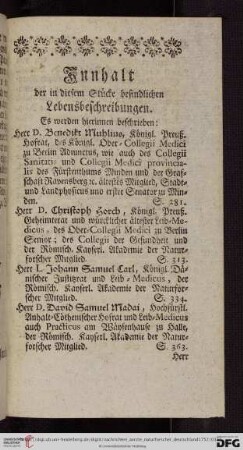 Innhalt
der in diesem Stücke befindlichen
Lebensbeschreibungen.
Es werden hierinnen beschrieben:
Herr D. Benedikt Mahling, Königl. Preuß.
Hofrat, des Königl. Ober-Collegii Medici
zu Berlin Adiunctus, wie auch des Collegii
Sanitatis und Collegii Medici provincia-
lis des Fürstenthums Minden und der Graf-
schaft Ravensberg ꝛc. ältestes Mitglied, Stadt-
und Landphysicus und erster Senator zu Min-
den. S. 281.
Herr D. Christoph Horch, Königl. Preuß.
Geheimterat und würcklicher ältester Leib-Me-
dicus, des Ober-Collegii Medici zu Berlin
Senior; des Collegii der Gesundheit und
der Römisch. Kayserl. Akademie der Natur-
forscher Mitglied. S. 313.
Herr L. Johann Samuel Carl, Königl. Dä-
nischer Justitzrat und Leib-Medicus, der
Römisch. Kayserl. Akademie der Naturfor-
scher Mitglied. S. 334.
Herr D. David Samuel Madai, Hochfürstl.
Anhalt-Cöthenischer Hofrat und Leib-Medicus
auch Practicus am Waysenhause zu Halle,
der Römisch. Kayserl. Akademie der Natur-
forscher Mitglied. S. 363.
Herr